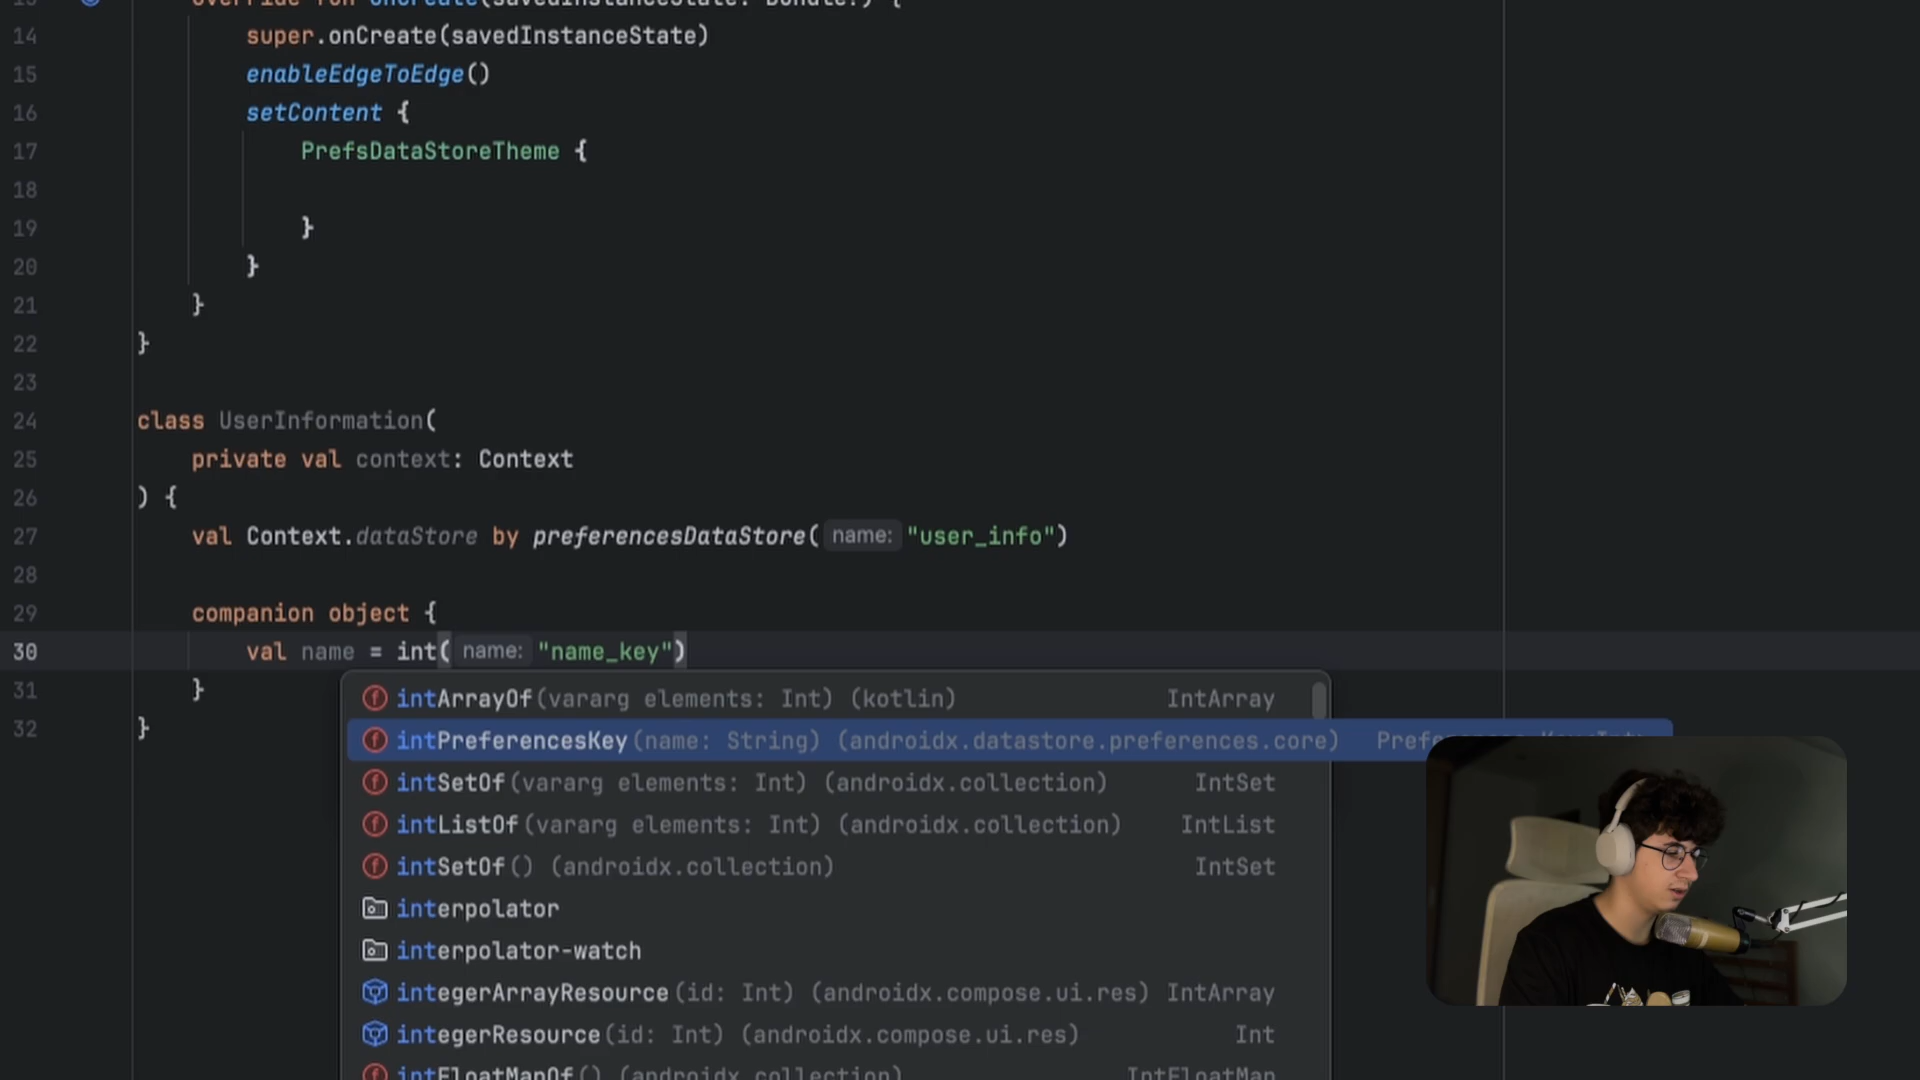 14 super.onCreate(savedInstanceState)
15 enableEdgeToEdge()
16 setContent {
17 PrefsDataStoreTheme {
18
19 }
20 }
21 }
22 }
23
24 class UserInformation(
25 private val context: Context
26 ) {
27 val Context.dataStore by preferencesDataStore( name: "user_info")
28
29 companion object {
30 val name = int( name: "name_key")
31 }
32 }
intArrayOf(vararg elements: Int) (kotlin) IntArray
intPreferencesKey(name: String) (androidx.datastore.preferences.core)
intSetOf(vararg elements: Int) (androidx.collection) IntSet
intListOf(vararg elements: Int) (androidx.collection) IntList
intSetOf() (androidx.collection) IntSet
interpolator
interpolator-watch
integerArrayResource(id: Int) (androidx.compose.ui.res) IntArray
integerResource(id: Int) (androidx.compose.ui.res) Int
intFloatMapOf() (androidx.collection) IntFloatMap